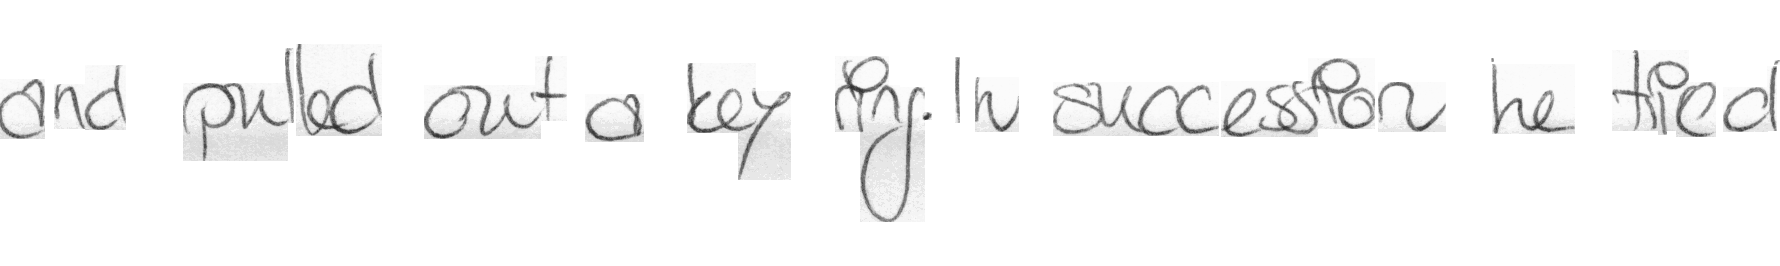 and pulled out a key ring. In succession he tried